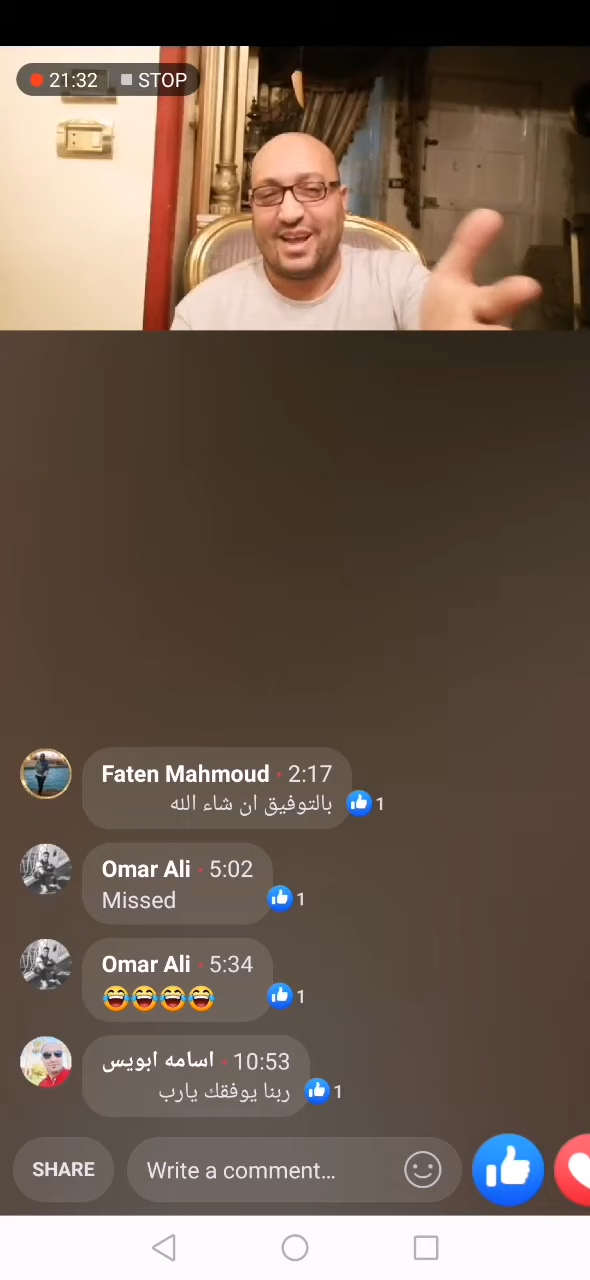 21:32 STOP
Faten Mahmoud · 2:17
بالتوفيق ان شاء الله
1
Omar Ali · 5:02
Missed
1
Omar Ali · 5:34
😂😂😂😂
1
اسامه ابويس · 10:53
ربنا يوفقك يارب
1
SHARE
Write a comment...